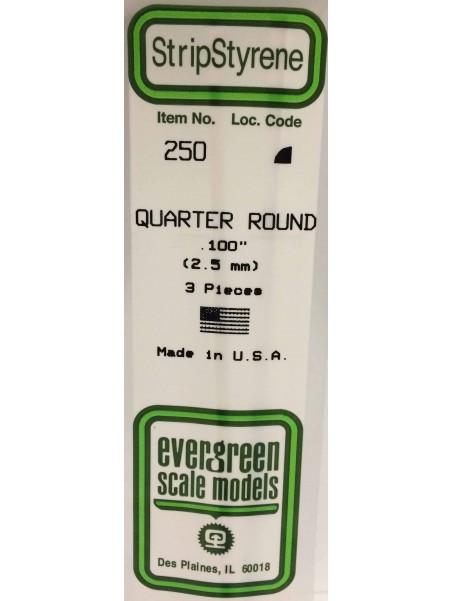 StripStyrene
Item No. Loc. Code
250
QUARTER ROUND
.100"
(2.5 mm)
3 Pieces
Made in U.S.A.
evergreen
scale models
Des Plaines, IL 60018